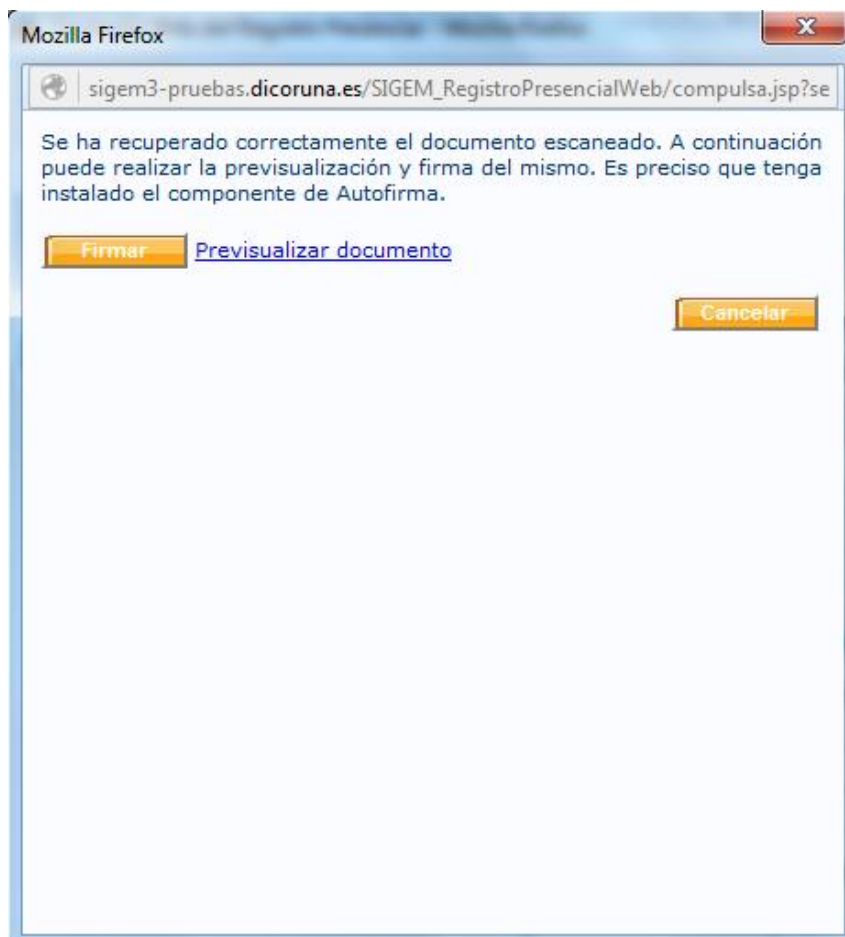 Mozilla Firefox
sigem3-pruebas.dicoruna.es/SIGEM_RegistroPresencialWeb/compulsa.jsp?se
Se ha recuperado correctamente el documento escaneado. A continuación
puede realizar la previsualización y firma del mismo. Es preciso que tenga
instalado el componente de Autofirma.
Firmar Previsualizar documento
Cancelar